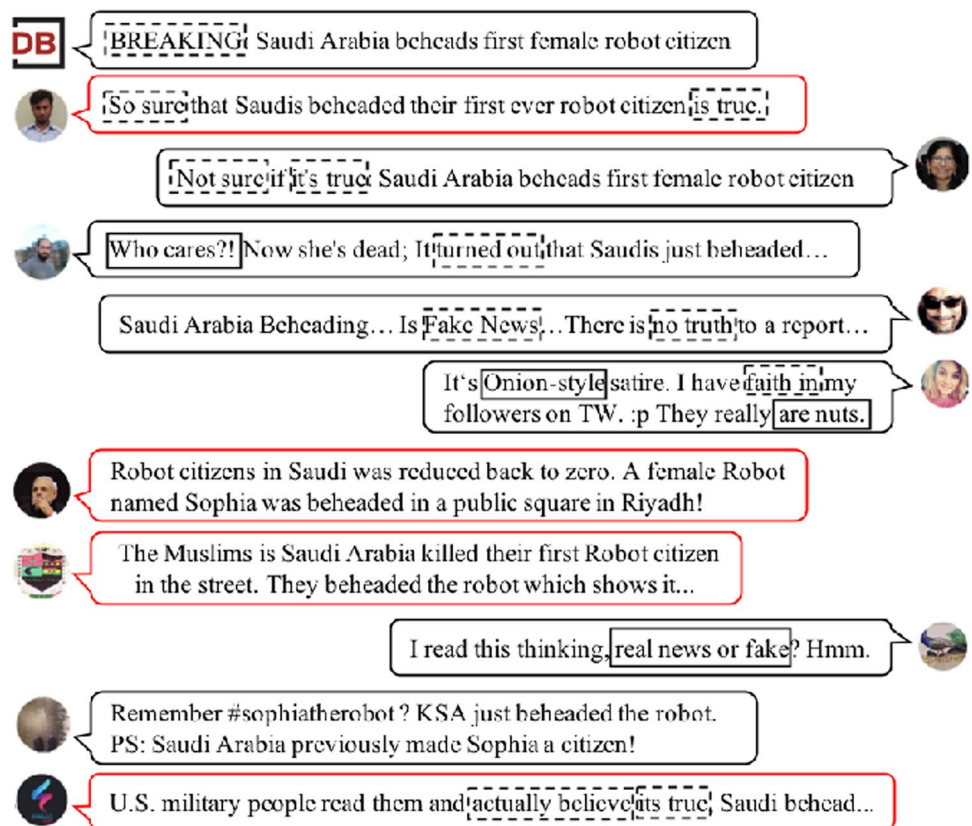 DB
BREAKING: Saudi Arabia beheads first female robot citizen
So sure that Saudis beheaded their first ever robot citizen is true.
Not sure if it's true: Saudi Arabia beheads first female robot citizen
Who cares?! Now she's dead; It turned out that Saudis just beheaded…
Saudi Arabia Beheading… Is Fake News…There is no truth to a report…
It's Onion-style satire. I have faith in my
followers on TW. :p They really are nuts.
Robot citizens in Saudi was reduced back to zero. A female Robot
named Sophia was beheaded in a public square in Riyadh!
The Muslims is Saudi Arabia killed their first Robot citizen
in the street. They beheaded the robot which shows it...
I read this thinking, real news or fake? Hmm.
Remember #sophiatherobot ? KSA just beheaded the robot.
PS: Saudi Arabia previously made Sophia a citizen!
U.S. military people read them and actually believe its true, Saudi behead...